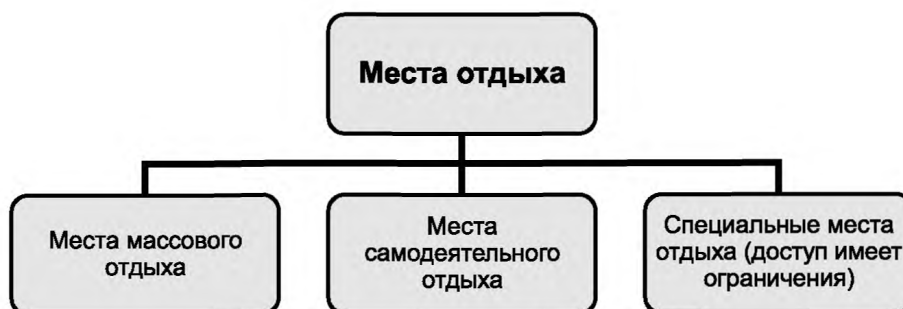 Места отдыха
Места массового
отдыха
Места
самодеятельного
отдыха
Специальные места
отдыха (доступ имеет
ограничения)